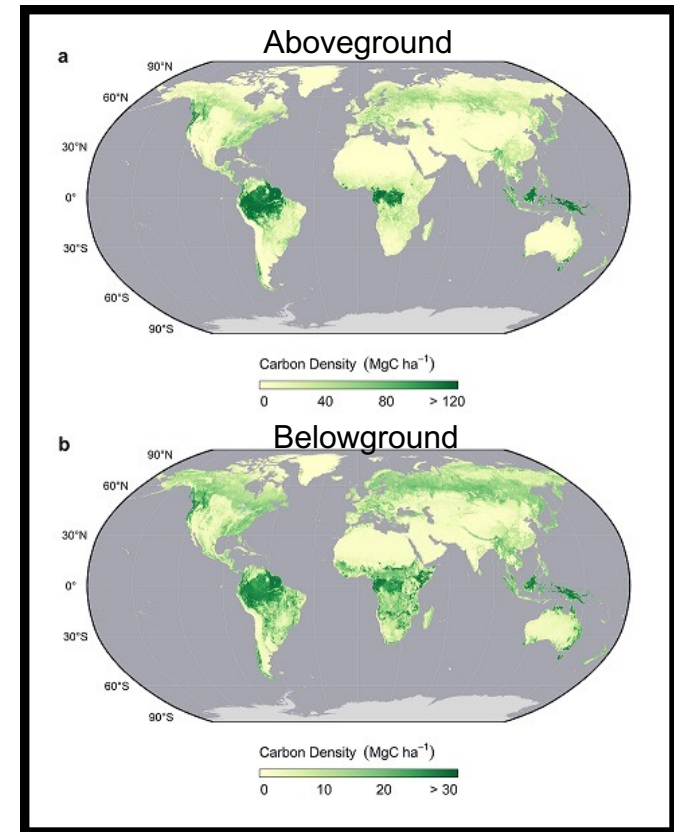 Aboveground
a
90°N
60°N
30°N
0°
30°S
60°S
90°S
Carbon Density (MgC ha⁻¹)
0 40 80 > 120
Belowground
b
90°N
60°N
30°N
0°
30°S
60°S
90°S
Carbon Density (MgC ha⁻¹)
0 10 20 > 30